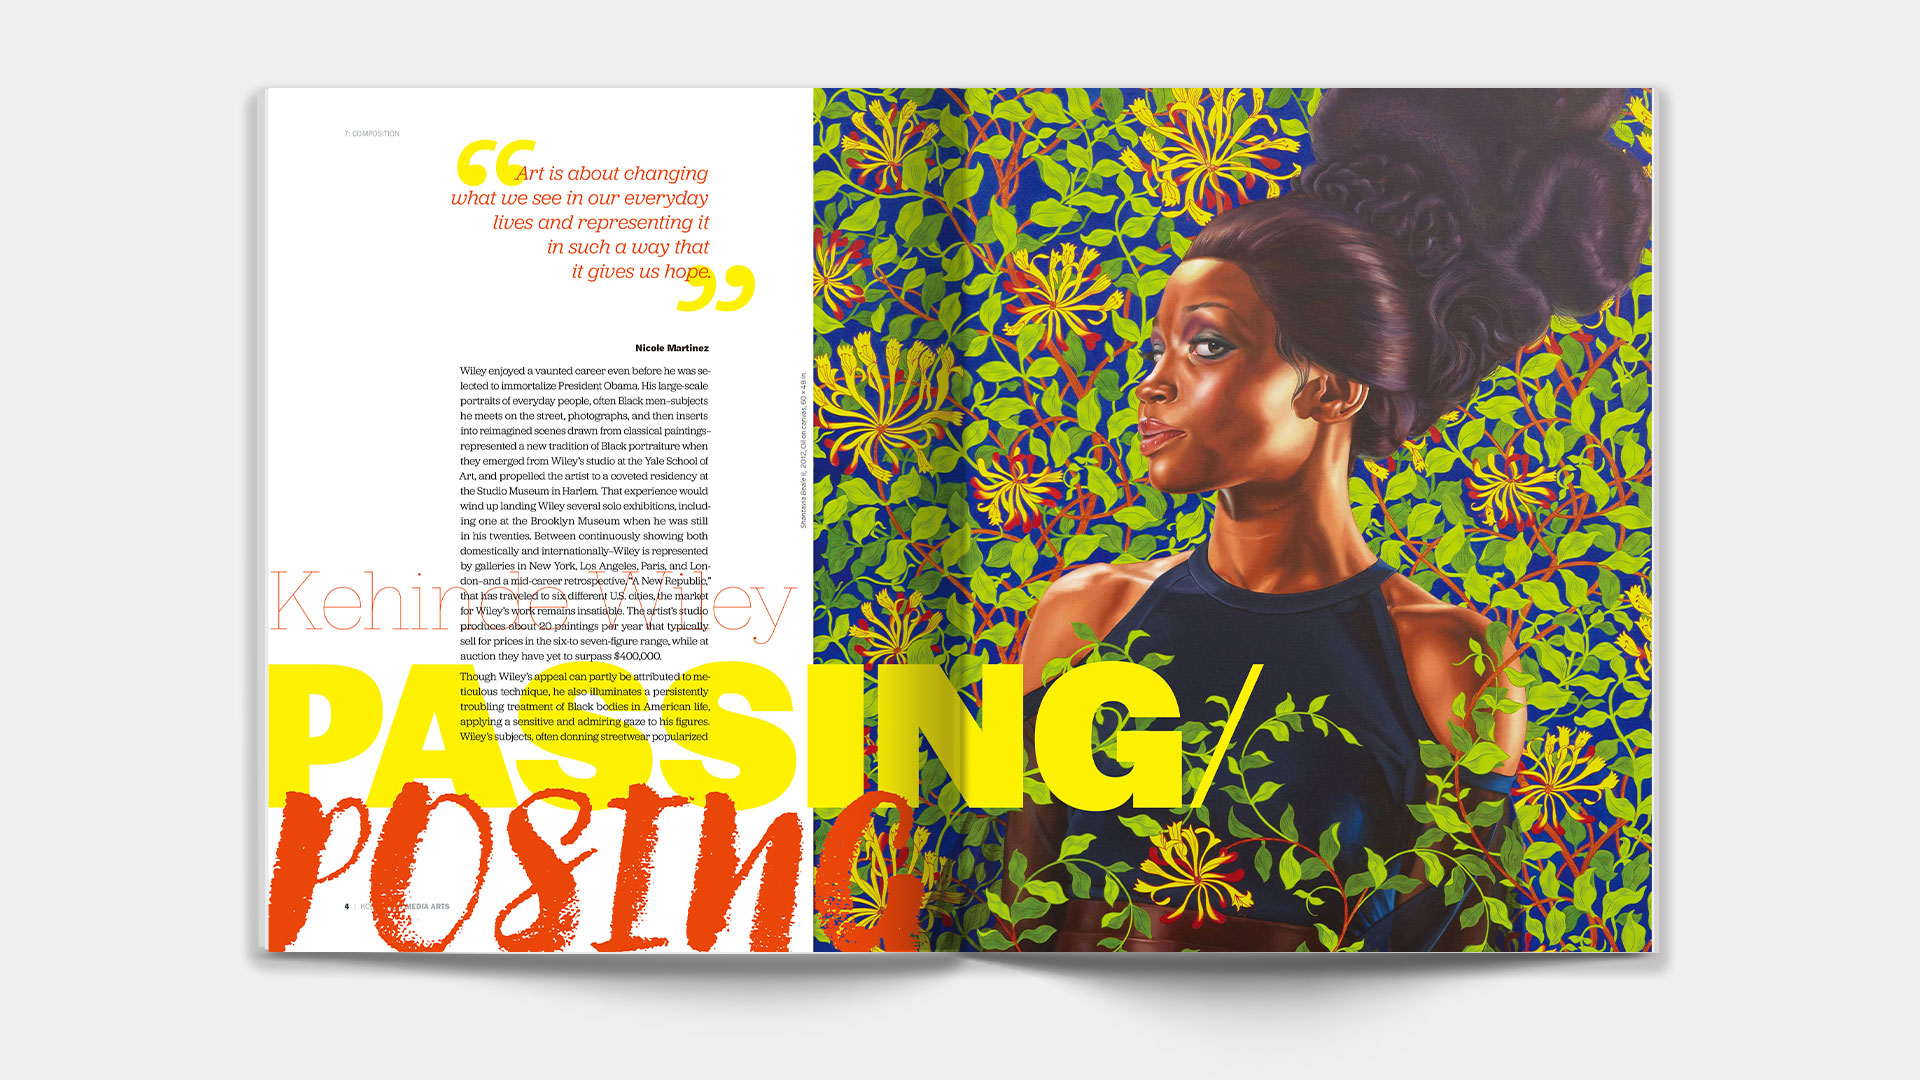 7: COMPOSITION
“Art is about changing
what we see in our everyday
lives and representing it
in such a way that
it gives us hope.”
Nicole Martinez
Wiley enjoyed a vaunted career even before he was se-
lected to immortalize President Obama. His large-scale
portraits of everyday people, often Black men–subjects
he meets on the street, photographs, and then inserts
into reimagined scenes drawn from classical paintings–
represented a new tradition of Black portraiture when
they emerged from Wiley’s studio at the Yale School of
Art, and propelled the artist to a coveted residency at
the Studio Museum in Harlem. That experience would
wind up landing Wiley several solo exhibitions, includ-
ing one at the Brooklyn Museum when he was still
in his twenties. Between continuously showing both
domestically and internationally–Wiley is represented
by galleries in New York, Los Angeles, Paris, and Lon-
don–and a mid-career retrospective, “A New Republic,”
that has traveled to six different U.S. cities, the market
for Wiley’s work remains insatiable. The artist’s studio
produces about 20 paintings per year that typically
sell for prices in the six-to seven-figure range, while at
auction they have yet to surpass $400,000.
Though Wiley’s appeal can partly be attributed to me-
ticulous technique, he also illuminates a persistently
troubling treatment of Black bodies in American life,
applying a sensitive and admiring gaze to his figures.
Wiley’s subjects, often donning streetwear popularized
Shantavia Beale II, 2012, Oil on canvas, 60 × 48 in.
Kehinde Wiley
PASSING/
POSING
4 | MEDIA ARTS